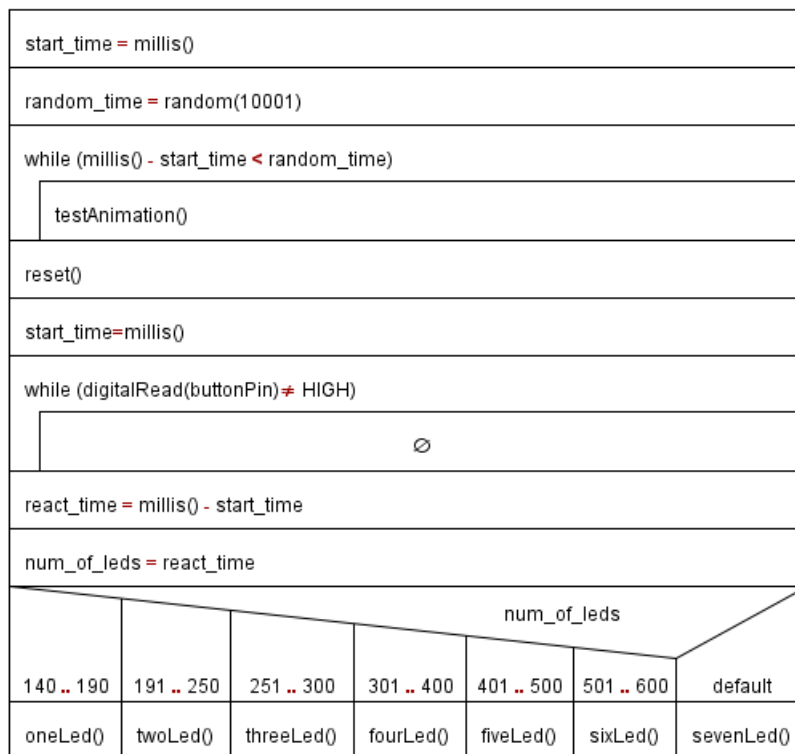 start_time = millis()
random_time = random(10001)
while (millis() - start_time < random_time)
testAnimation()
reset()
start_time=millis()
while (digitalRead(buttonPin)≠ HIGH)
∅
react_time = millis() - start_time
num_of_leds = react_time
num_of_leds
140 .. 190 191 .. 250 251 .. 300 301 .. 400 401 .. 500 501 .. 600 default
oneLed() twoLed() threeLed() fourLed() fiveLed() sixLed() sevenLed()